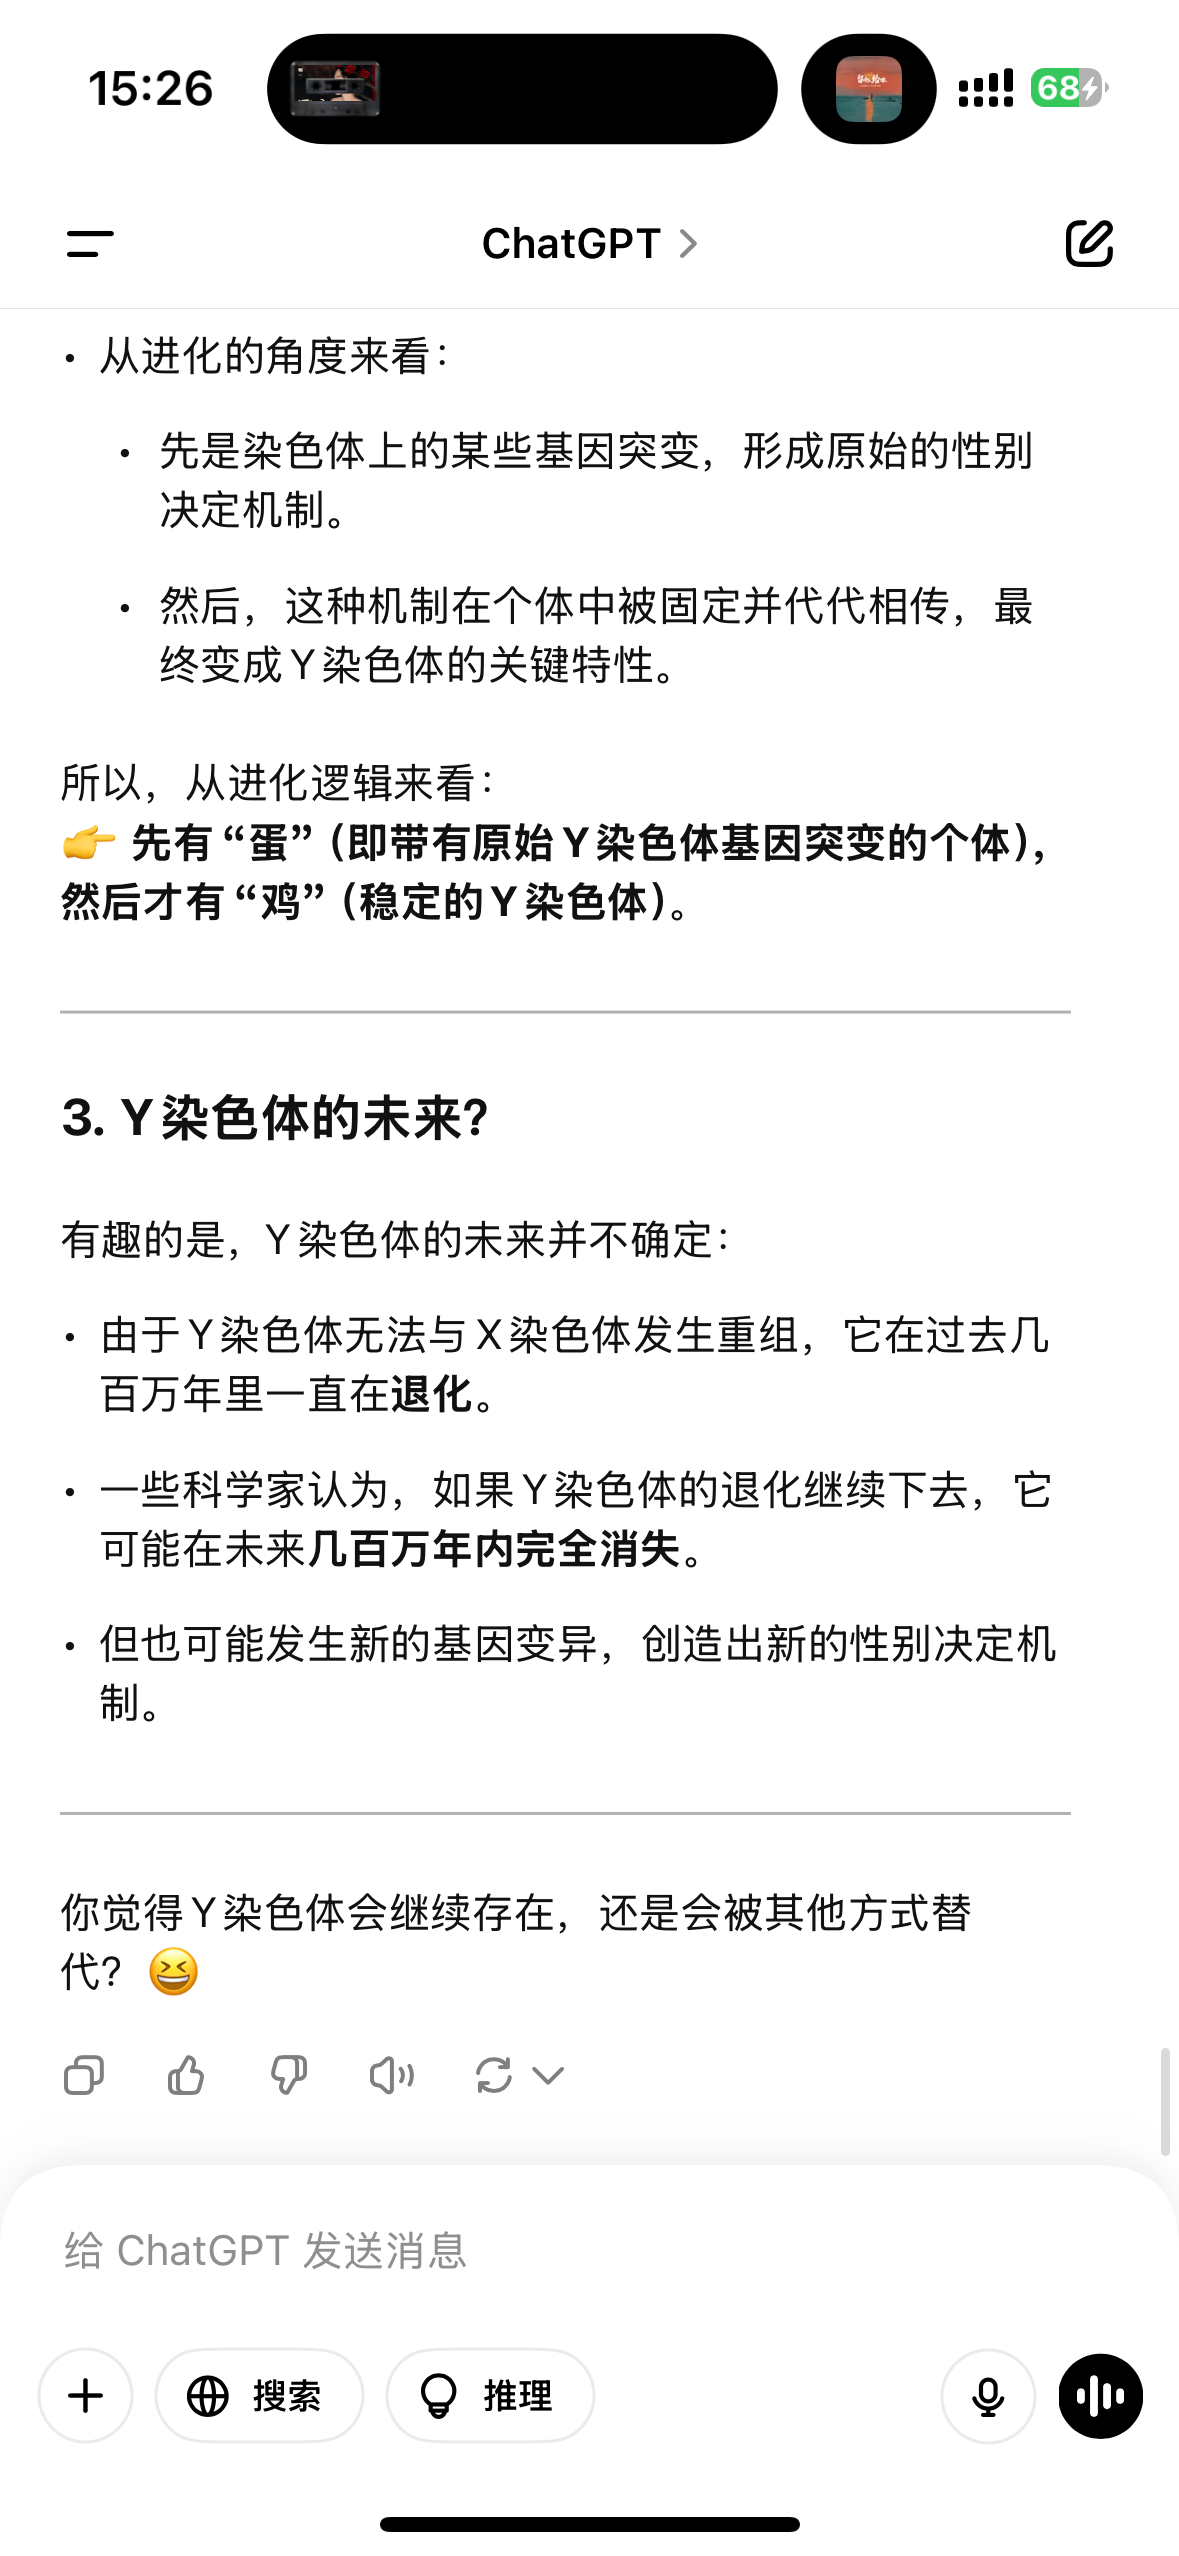 15:26
68
ChatGPT
• 从进化的角度来看：
• 先是染色体上的某些基因突变，形成原始的性别
决定机制。
• 然后，这种机制在个体中被固定并代代相传，最
终变成 Y 染色体的关键特性。
所以，从进化逻辑来看：
👉 先有“蛋”（即带有原始 Y 染色体基因突变的个体），
然后才有“鸡”（稳定的 Y 染色体）。
3. Y 染色体的未来？
有趣的是，Y 染色体的未来并不确定：
• 由于 Y 染色体无法与 X 染色体发生重组，它在过去几
百万年里一直在退化。
• 一些科学家认为，如果 Y 染色体的退化继续下去，它
可能在未来几百万年内完全消失。
• 但也可能发生新的基因变异，创造出新的性别决定机
制。
你觉得 Y 染色体会继续存在，还是会被其他方式替
代？😆
给 ChatGPT 发送消息
搜索
推理